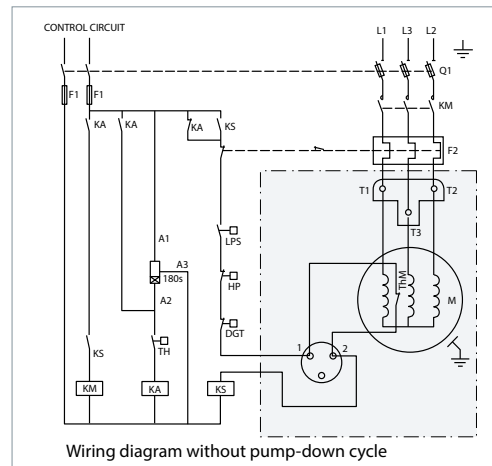 CONTROL CIRCUIT
L1 L3 L2
Q1
F1 F1
KA KA KA KS KM
F2
T1 T2
T3
A1
LPS
A3
180s
HP
ThM
M
A2
DGT
1 2
TH
KS
KM KA KS
Wiring diagram without pump-down cycle